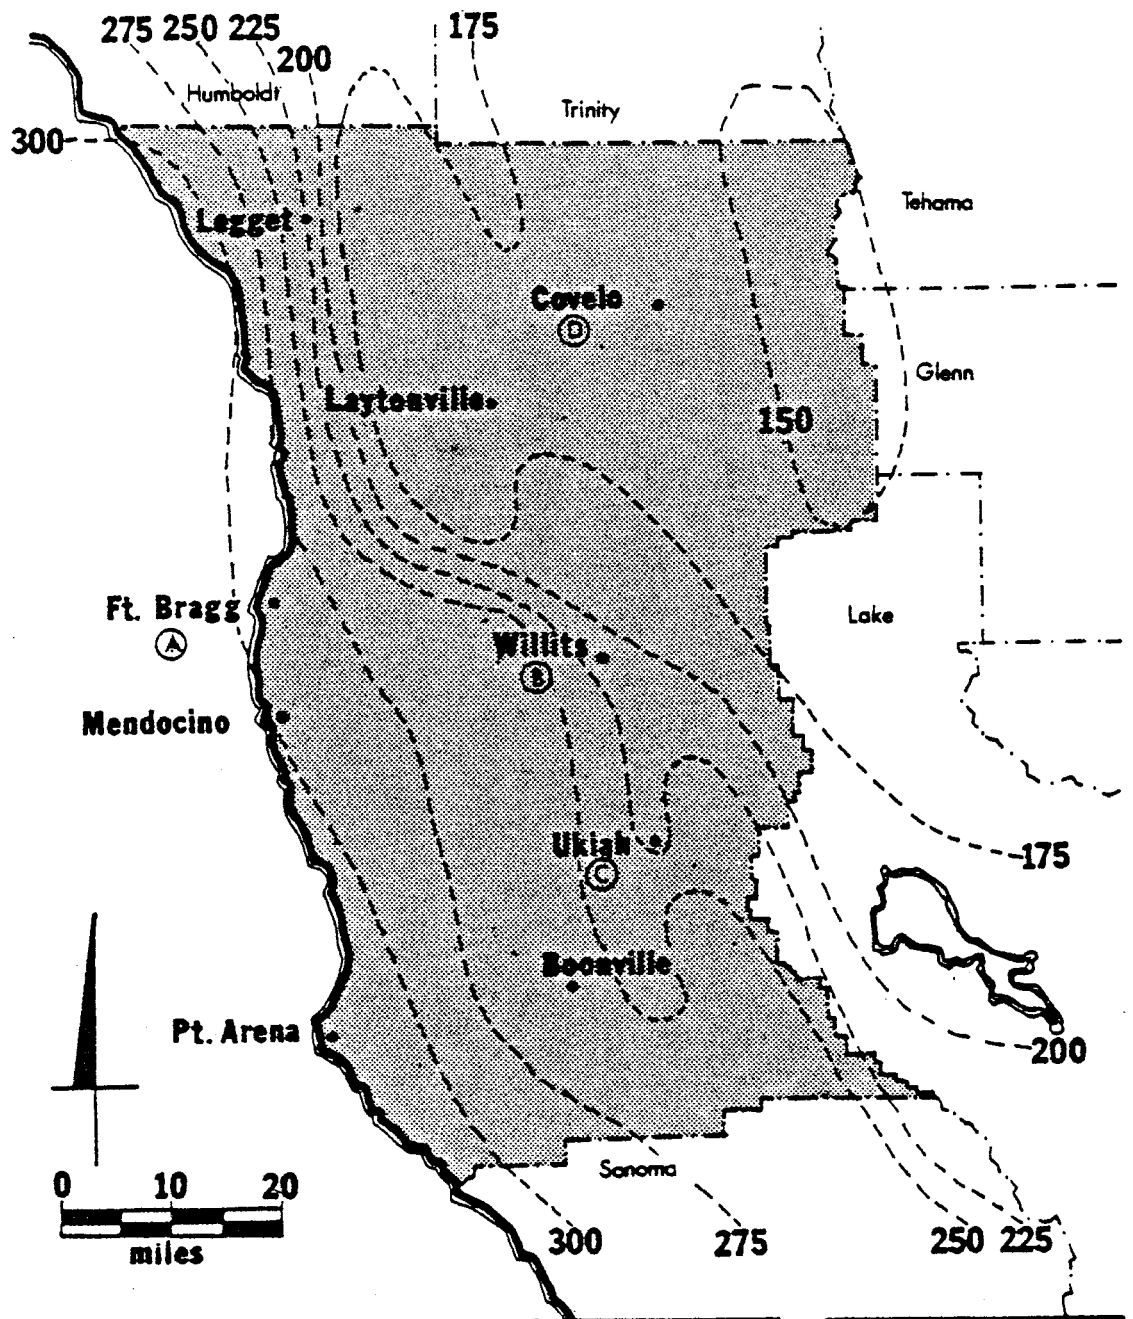 275 250 225 175
200
Humboldt
Trinity
300
Tehama
Legget
Covelo
D
Glenn
Laytonville
150
Ft. Bragg
A
Lake
Willits
B
Mendocino
Ukiah
C
175
Boonville
Pt. Arena
200
Sonoma
0 10 20
miles
300 275 250 225